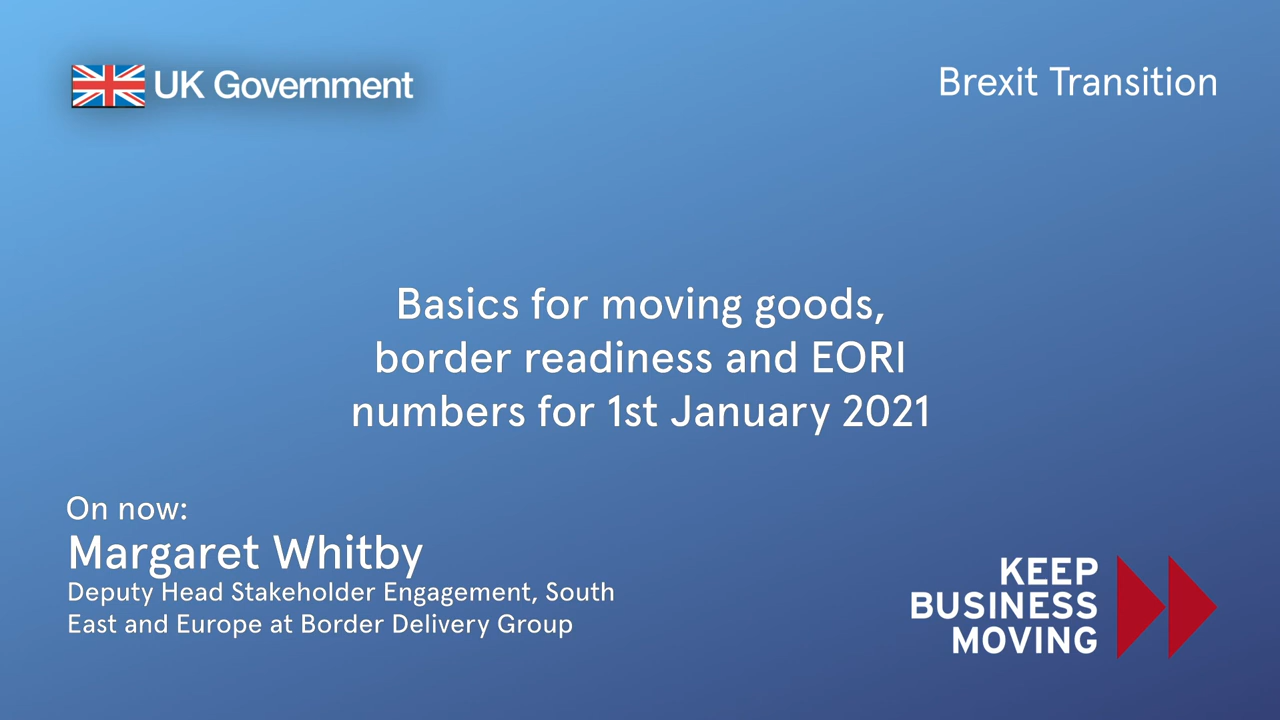 UK Government
Brexit Transition
Basics for moving goods,
border readiness and EORI
numbers for 1st January 2021
On now:
Margaret Whitby
Deputy Head Stakeholder Engagement, South
East and Europe at Border Delivery Group
KEEP
BUSINESS
MOVING